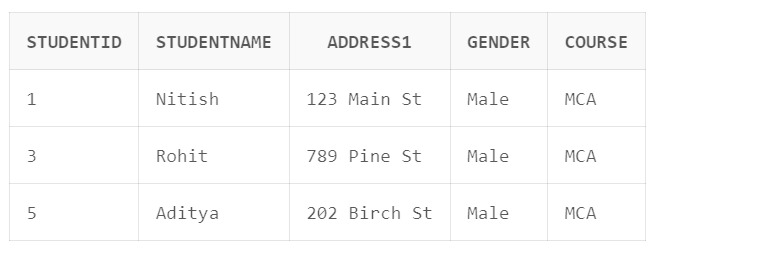 STUDENTID STUDENTNAME ADDRESS1 GENDER COURSE
1 Nitish 123 Main St Male MCA
3 Rohit 789 Pine St Male MCA
5 Aditya 202 Birch St Male MCA